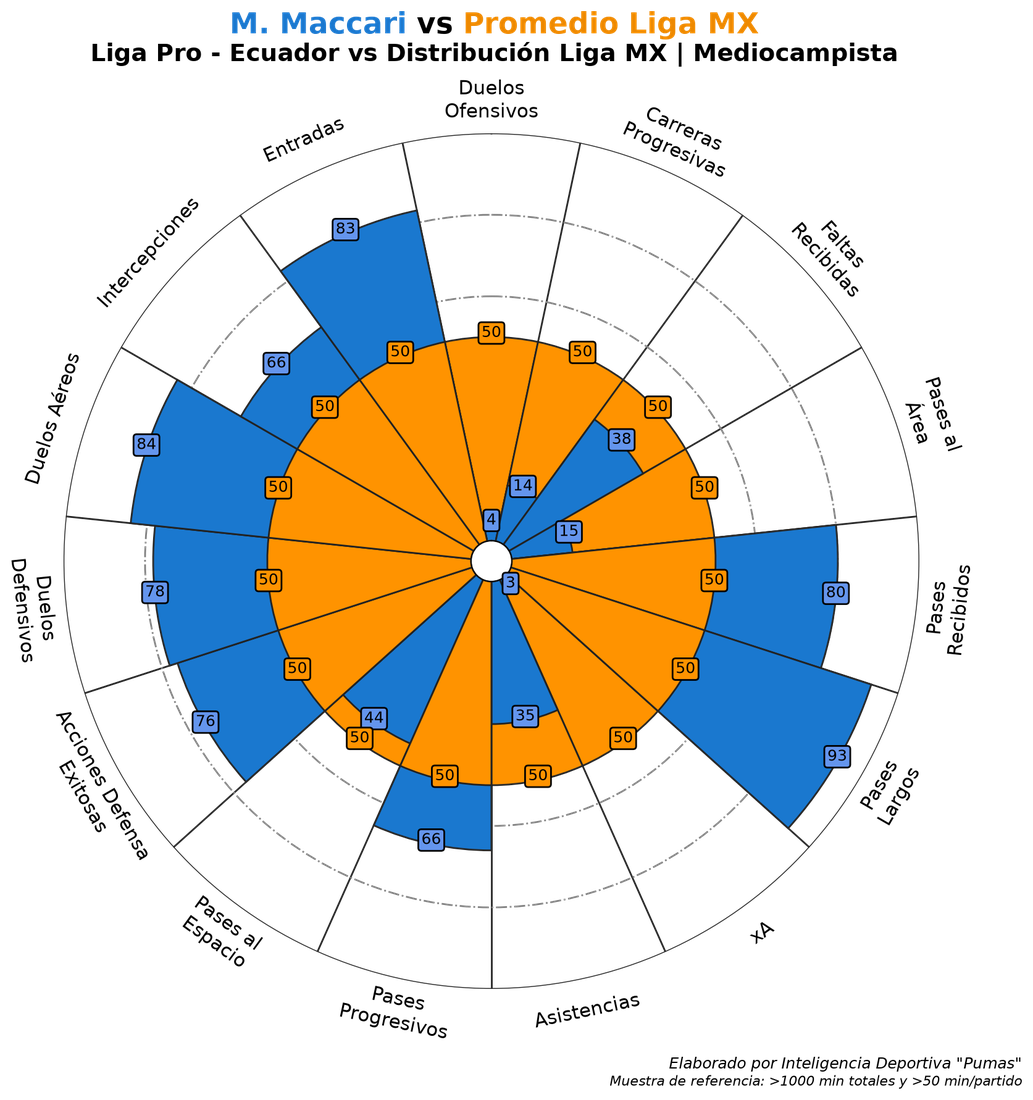 M. Maccari vs Promedio Liga MX
Liga Pro - Ecuador vs Distribución Liga MX | Mediocampista
Duelos
Ofensivos
Carreras
Progresivas
Faltas
Recibidas
Pases al
Área
Pases
Recibidos
Pases
Largos
xA
Asistencias
Pases
Progresivos
Pases al
Espacio
Acciones Defensa
Exitosas
Duelos
Defensivos
Duelos Aéreos
Intercepciones
Entradas
4
50
14
50
38
50
15
50
80
50
93
50
3
50
35
50
66
50
44
50
76
50
78
50
84
50
66
50
83
50
Elaborado por Inteligencia Deportiva "Pumas"
Muestra de referencia: >1000 min totales y >50 min/partido